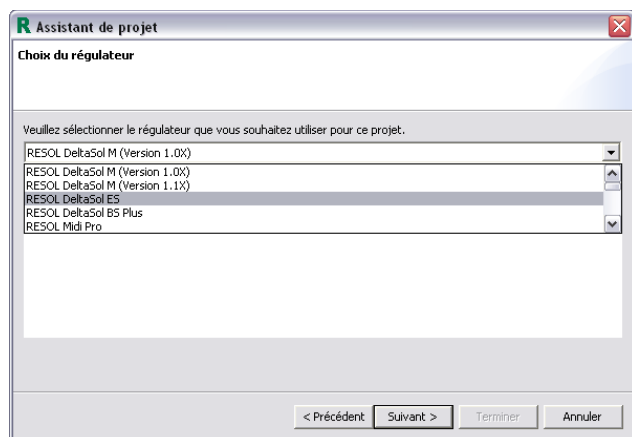 R Assistant de projet
Choix du régulateur
Veuillez sélectionner le régulateur que vous souhaitez utiliser pour ce projet.
RESOL DeltaSol M (Version 1.0X)
RESOL DeltaSol M (Version 1.0X)
RESOL DeltaSol M (Version 1.1X)
RESOL DeltaSol ES
RESOL DeltaSol BS Plus
RESOL Midi Pro
< Précédent Suivant > Terminer Annuler